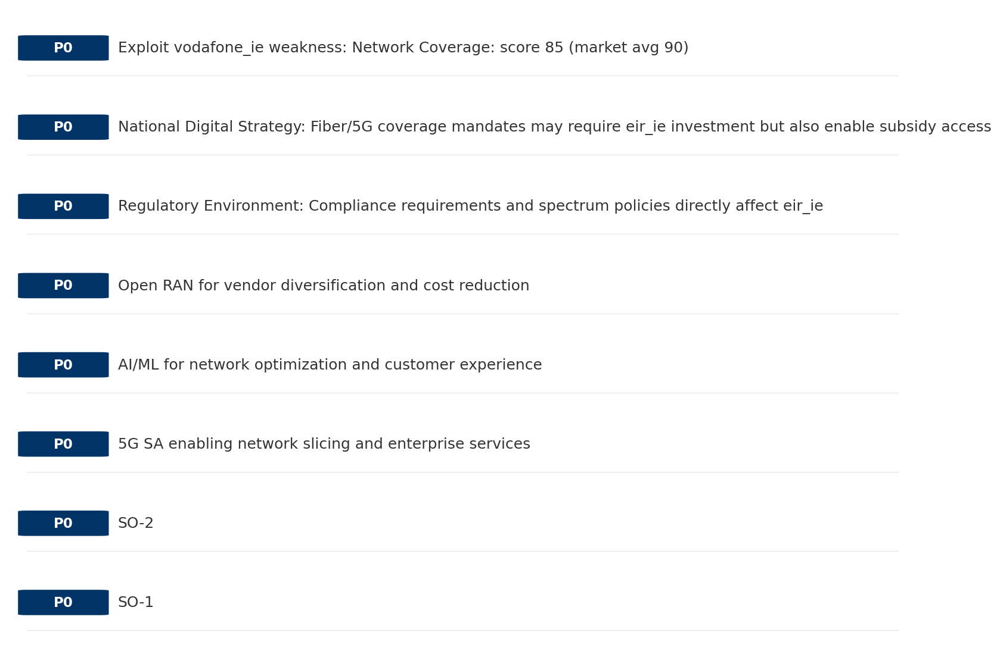 P0 Exploit vodafone_ie weakness: Network Coverage: score 85 (market avg 90)
P0 National Digital Strategy: Fiber/5G coverage mandates may require eir_ie investment but also enable subsidy access
P0 Regulatory Environment: Compliance requirements and spectrum policies directly affect eir_ie
P0 Open RAN for vendor diversification and cost reduction
P0 AI/ML for network optimization and customer experience
P0 5G SA enabling network slicing and enterprise services
P0 SO-2
P0 SO-1